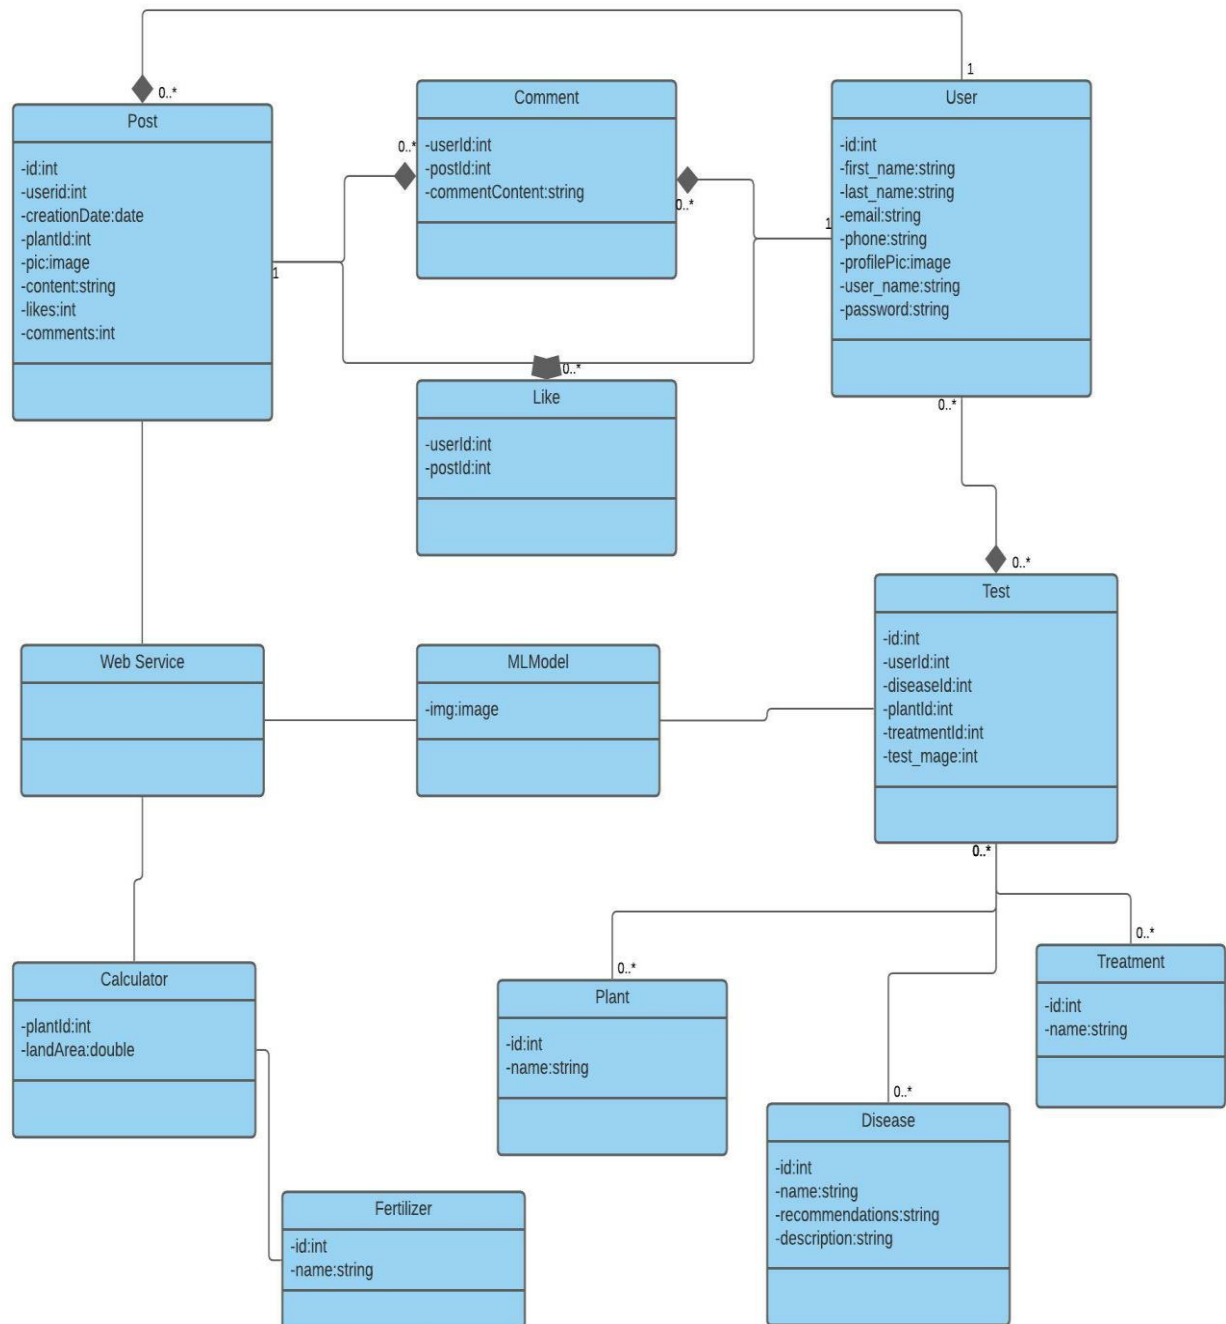 1
0..*
Post
-id:int
-userid:int
-creationDate:date
-plantId:int
-pic:image
-content:string
-likes:int
-comments:int
1
Comment
-userId:int
-postId:int
-commentContent:string
0..*
0..*
User
-id:int
-first_name:string
-last_name:string
-email:string
-phone:string
-profilePic:image
-user_name:string
-password:string
1
0..*
0..*
Like
-userId:int
-postId:int
0..*
Test
-id:int
-userId:int
-diseaseId:int
-plantId:int
-treatmentId:int
-test_mage:int
0..*
Web Service
MLModel
-img:image
Calculator
-plantId:int
-landArea:double
0..*
Plant
-id:int
-name:string
0..*
Treatment
-id:int
-name:string
0..*
Disease
-id:int
-name:string
-recommendations:string
-description:string
Fertilizer
-id:int
-name:string